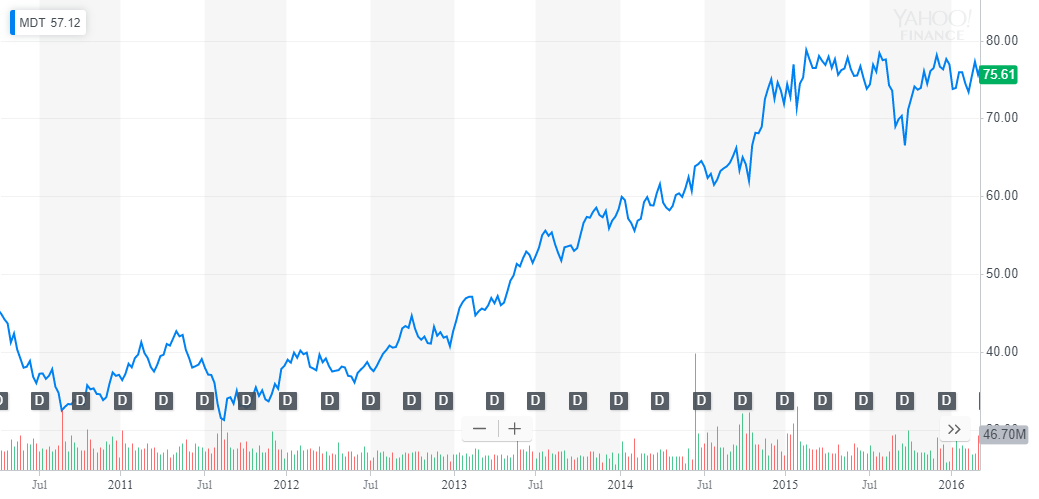 MDT 57.12
YAHOO!
FINANCE
80.00
75.61
70.00
60.00
50.00
40.00
D D D D D D D D D D D D D D D D D D D D D D D D
46.70M
Jul 2011 Jul 2012 Jul 2013 Jul 2014 Jul 2015 Jul 2016